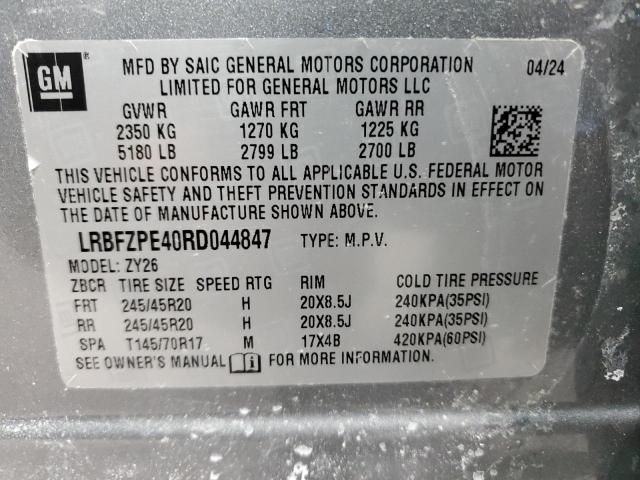 GM
MFD BY SAIC GENERAL MOTORS CORPORATION 04/24
LIMITED FOR GENERAL MOTORS LLC
GVWR GAWR FRT GAWR RR
2350 KG 1270 KG 1225 KG
5180 LB 2799 LB 2700 LB
THIS VEHICLE CONFORMS TO ALL APPLICABLE U.S. FEDERAL MOTOR
VEHICLE SAFETY AND THEFT PREVENTION STANDARDS IN EFFECT ON
THE DATE OF MANUFACTURE SHOWN ABOVE.
LRBFZPE40RD044847 TYPE: M.P.V.
MODEL: ZY26
ZBCR TIRE SIZE SPEED RTG RIM COLD TIRE PRESSURE
FRT 245/45R20 H 20X8.5J 240KPA(35PSI)
RR 245/45R20 H 20X8.5J 240KPA(35PSI)
SPA T145/70R17 M 17X4B 420KPA(60PSI)
SEE OWNER'S MANUAL FOR MORE INFORMATION